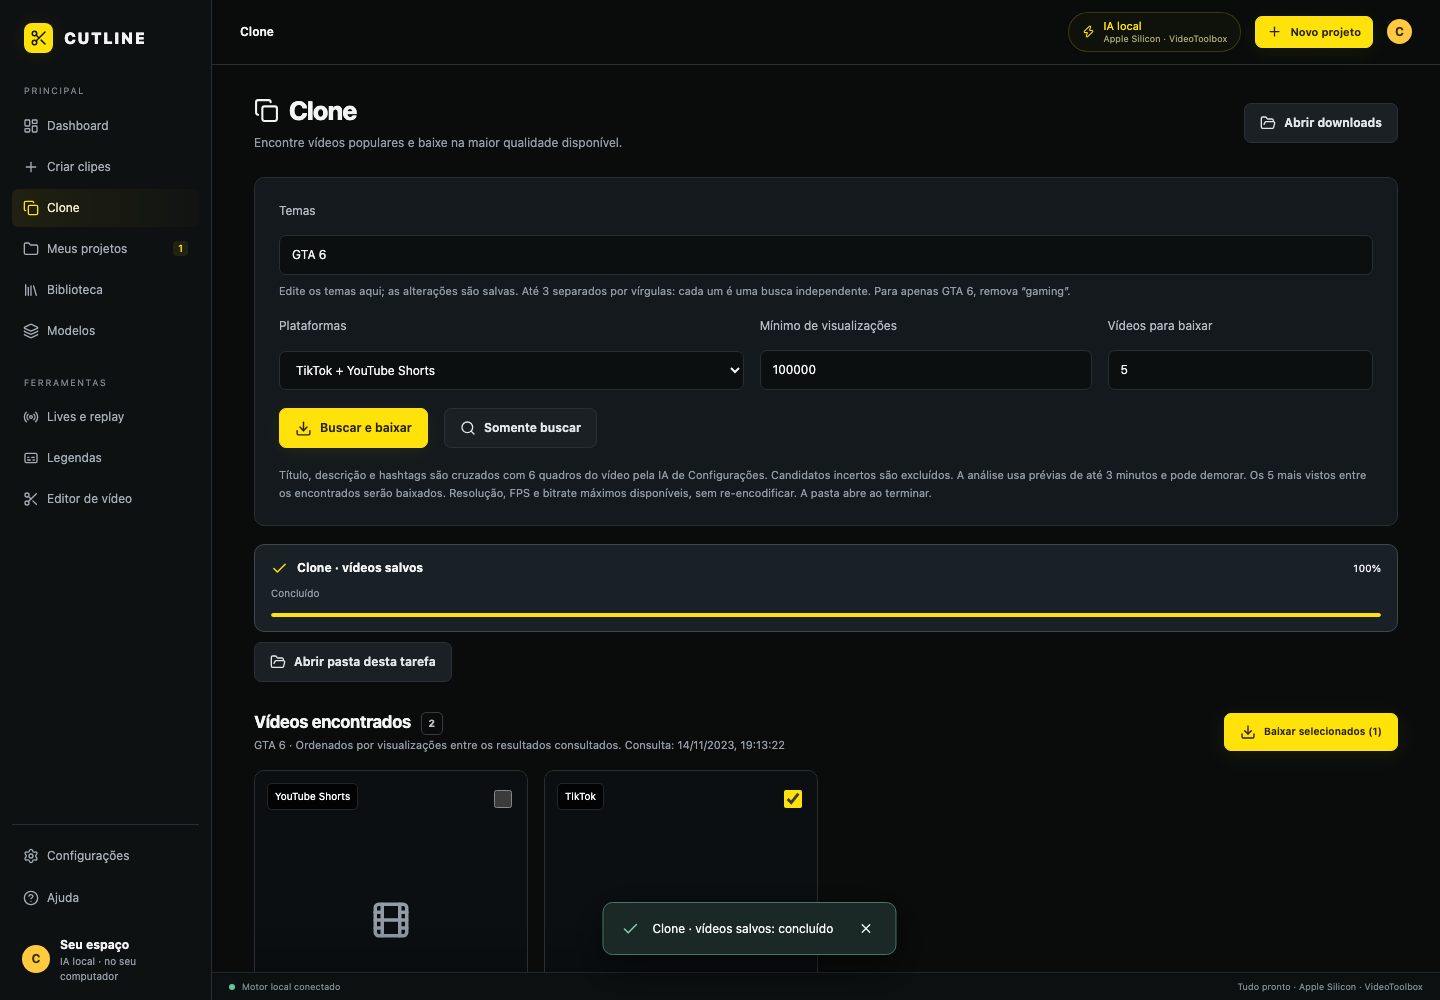 CUTLINE
PRINCIPAL
Dashboard
Criar clipes
Clone
Meus projetos 1
Biblioteca
Modelos
FERRAMENTAS
Lives e replay
Legendas
Editor de vídeo
Configurações
Ajuda
C
Seu espaço
IA local · no seu
computador
Clone
IA local
Apple Silicon · VideoToolbox
Novo projeto
C
Clone
Encontre vídeos populares e baixe na maior qualidade disponível.
Abrir downloads
Temas
GTA 6
Edite os temas aqui; as alterações são salvas. Até 3 separados por vírgulas: cada um é uma busca independente. Para apenas GTA 6, remova “gaming”.
Plataformas
Mínimo de visualizações
Vídeos para baixar
TikTok + YouTube Shorts
100000
5
Buscar e baixar
Somente buscar
Título, descrição e hashtags são cruzados com 6 quadros do vídeo pela IA de Configurações. Candidatos incertos são excluídos. A análise usa prévias de até 3 minutos e pode demorar. Os 5 mais vistos entre
os encontrados serão baixados. Resolução, FPS e bitrate máximos disponíveis, sem re-encodificar. A pasta abre ao terminar.
Clone · vídeos salvos
100%
Concluído
Abrir pasta desta tarefa
Vídeos encontrados 2
GTA 6 · Ordenados por visualizações entre os resultados consultados. Consulta: 14/11/2023, 19:13:22
Baixar selecionados (1)
YouTube Shorts
TikTok
Clone · vídeos salvos: concluído
Motor local conectado
Tudo pronto · Apple Silicon · VideoToolbox